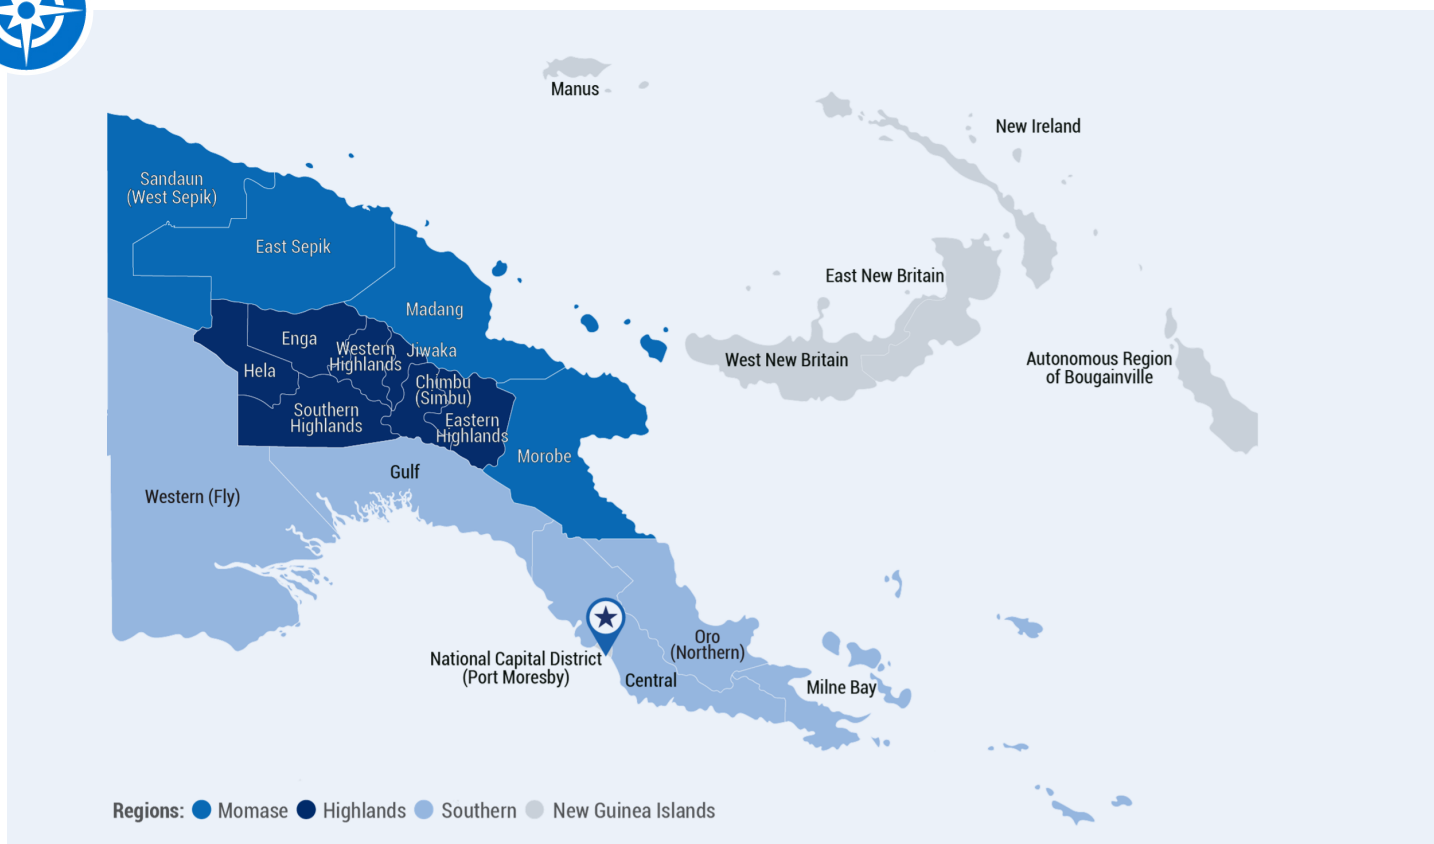 Manus
New Ireland
Sandaun
(West Sepik)
East Sepik
East New Britain
Madang
Enga
Western
Highlands
Jiwaka
West New Britain
Autonomous Region
of Bougainville
Hela
Chimbu
(Simbu)
Southern
Highlands
Eastern
Highlands
Morobe
Gulf
Western (Fly)
Oro
(Northern)
National Capital District
(Port Moresby)
Central
Milne Bay
Regions: Momase Highlands Southern New Guinea Islands